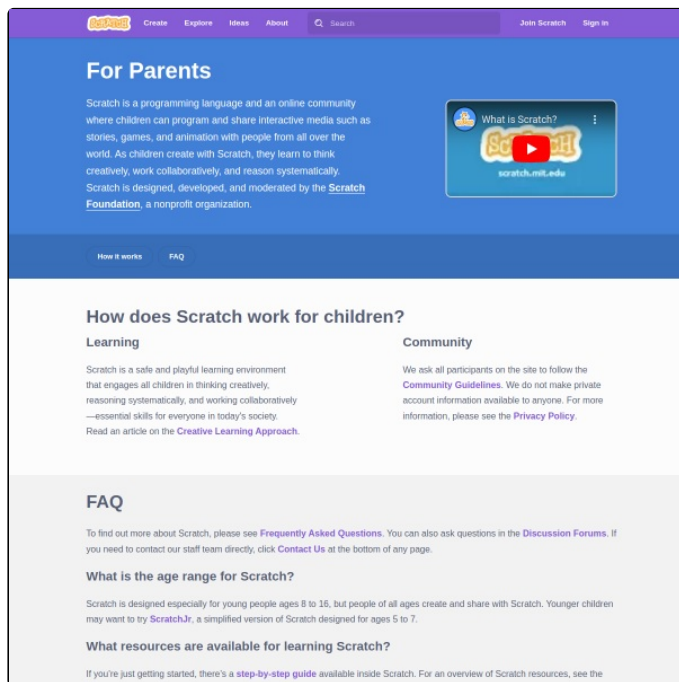 SCRATCH Create Explore Ideas About Search Join Scratch Sign in
For Parents
Scratch is a programming language and an online community
where children can program and share interactive media such as
stories, games, and animation with people from all over the
world. As children create with Scratch, they learn to think
creatively, work collaboratively, and reason systematically.
Scratch is designed, developed, and moderated by the Scratch
Foundation, a nonprofit organization.
What is Scratch?
SCRATCH
scratch.mit.edu
How it works FAQ
How does Scratch work for children?
Learning
Scratch is a safe and playful learning environment
that engages all children in thinking creatively,
reasoning systematically, and working collaboratively
—essential skills for everyone in today's society.
Read an article on the Creative Learning Approach.
Community
We ask all participants on the site to follow the
Community Guidelines. We do not make private
account information available to anyone. For more
information, please see the Privacy Policy.
FAQ
To find out more about Scratch, please see Frequently Asked Questions. You can also ask questions in the Discussion Forums. If
you need to contact our staff team directly, click Contact Us at the bottom of any page.
What is the age range for Scratch?
Scratch is designed especially for young people ages 8 to 16, but people of all ages create and share with Scratch. Younger children
may want to try ScratchJr, a simplified version of Scratch designed for ages 5 to 7.
What resources are available for learning Scratch?
If you're just getting started, there's a step-by-step guide available inside Scratch. For an overview of Scratch resources, see the